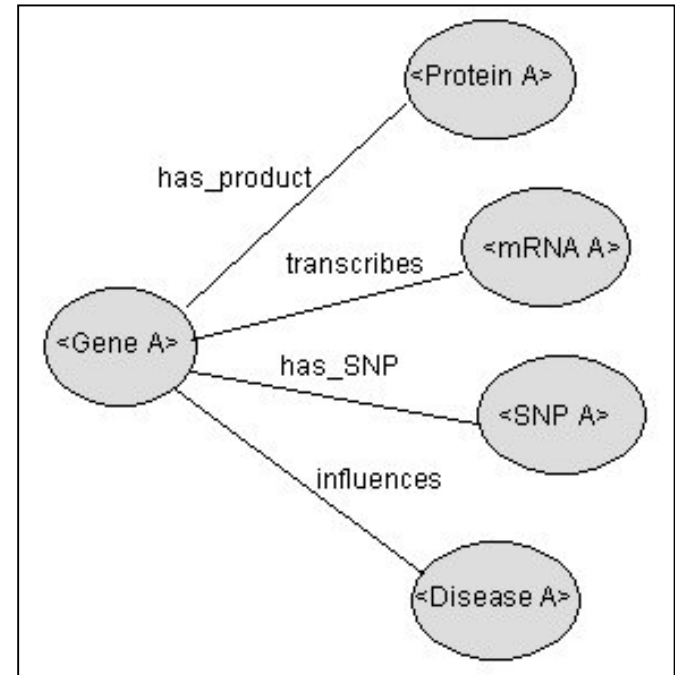 <Protein A>
has_product
<mRNA A>
transcribes
<Gene A>
has_SNP
<SNP A>
influences
<Disease A>